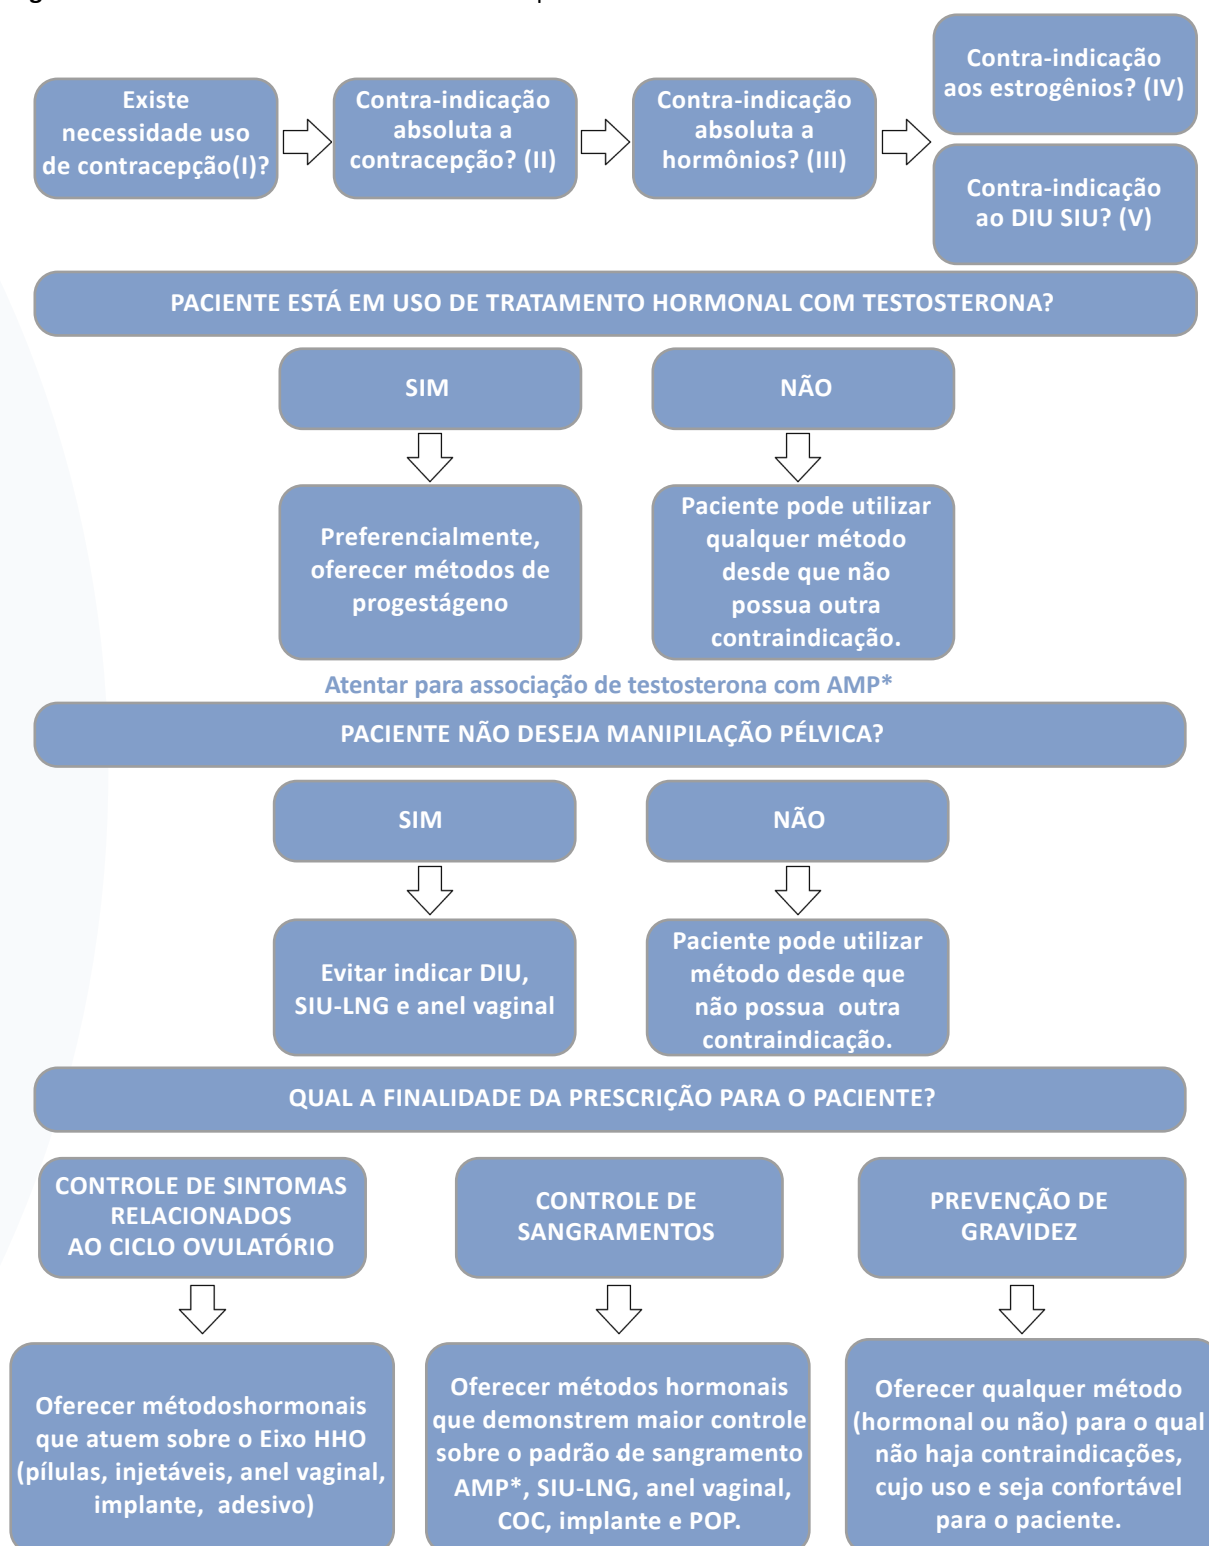 Existe
necessidade uso
de contracepção(I)?
Contra-indicação
absoluta a
contracepção? (II)
Contra-indicação
absoluta a
hormônios? (III)
Contra-indicação
aos estrogênios? (IV)
Contra-indicação
ao DIU SIU? (V)
PACIENTE ESTÁ EM USO DE TRATAMENTO HORMONAL COM TESTOSTERONA?
SIM
NÃO
Preferencialmente,
oferecer métodos de
progestágeno
Paciente pode utilizar
qualquer método
desde que não
possua outra
contraindicação.
Atentar para associação de testosterona com AMP*
PACIENTE NÃO DESEJA MANIPILAÇÃO PÉLVICA?
SIM
NÃO
Evitar indicar DIU,
SIU-LNG e anel vaginal
Paciente pode utilizar
método desde que
não possua outra
contraindicação.
QUAL A FINALIDADE DA PRESCRIÇÃO PARA O PACIENTE?
CONTROLE DE SINTOMAS
RELACIONADOS
AO CICLO OVULATÓRIO
CONTROLE DE
SANGRAMENTOS
PREVENÇÃO DE
GRAVIDEZ
Oferecer métodoshormonais
que atuem sobre o Eixo HHO
(pílulas, injetáveis, anel vaginal,
implante, adesivo)
Oferecer métodos hormonais
que demonstrem maior controle
sobre o padrão de sangramento
AMP*, SIU-LNG, anel vaginal,
COC, implante e POP.
Oferecer qualquer método
(hormonal ou não) para o qual
não haja contraindicações,
cujo uso e seja confortável
para o paciente.